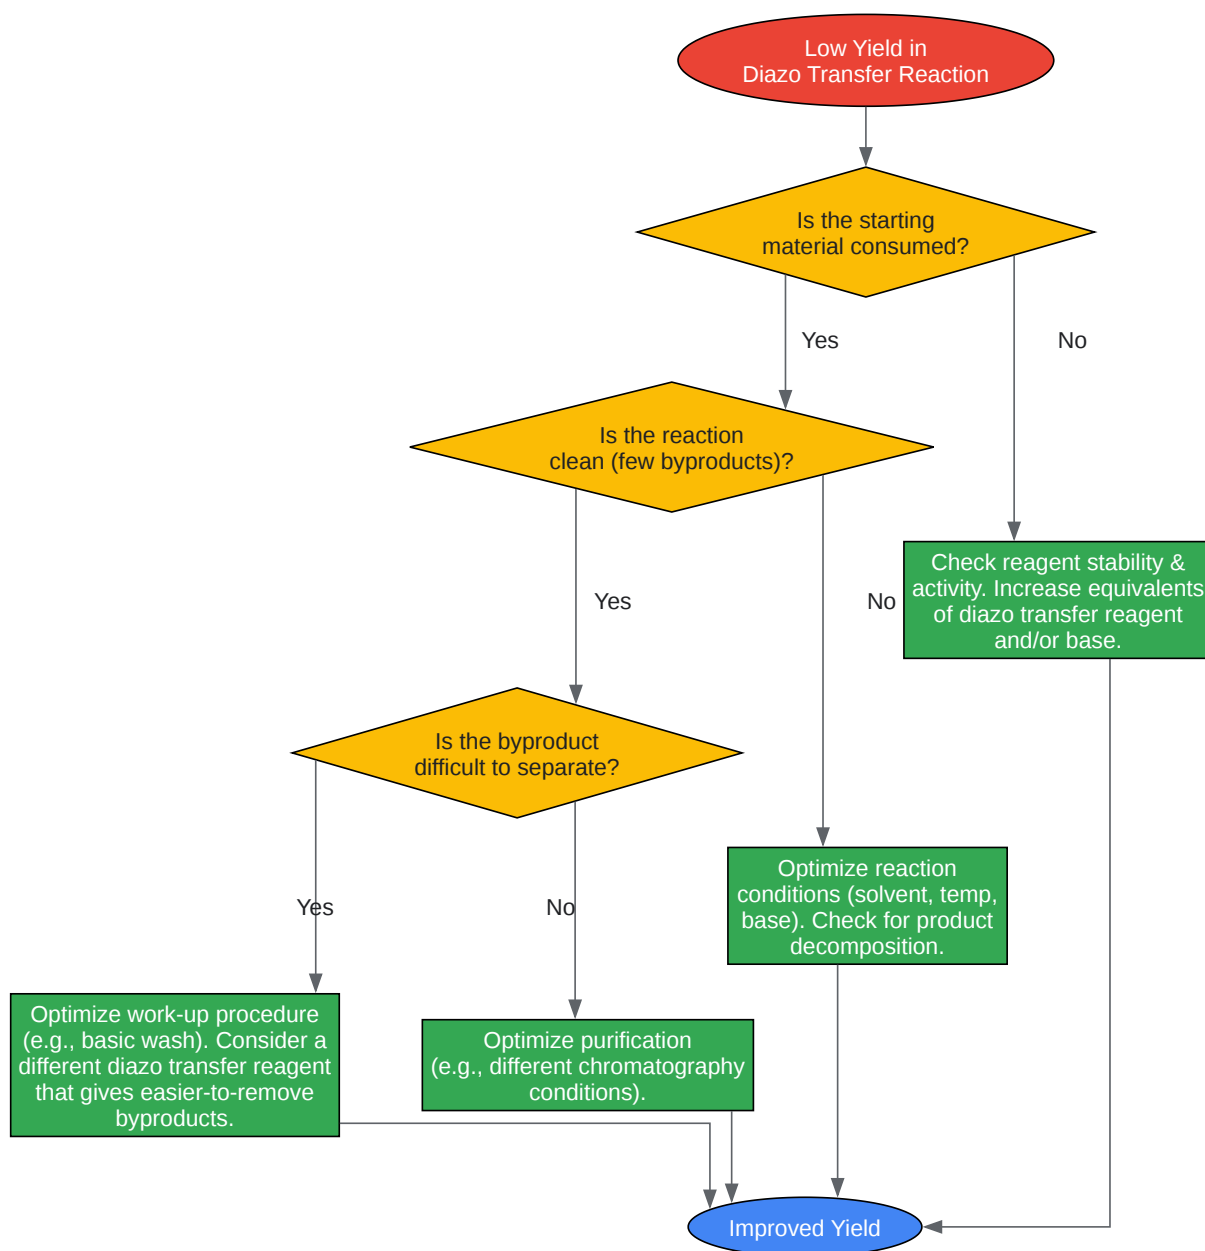 Low Yield in
Diazo Transfer Reaction
Is the starting
material consumed?
Yes
No
Is the reaction
clean (few byproducts)?
Yes
No
Check reagent stability &
activity. Increase equivalents
of diazo transfer reagent
and/or base.
Is the byproduct
difficult to separate?
Yes
No
Optimize reaction
conditions (solvent, temp,
base). Check for product
decomposition.
Optimize work-up procedure
(e.g., basic wash). Consider a
different diazo transfer reagent
that gives easier-to-remove
byproducts.
Optimize purification
(e.g., different chromatography
conditions).
Improved Yield